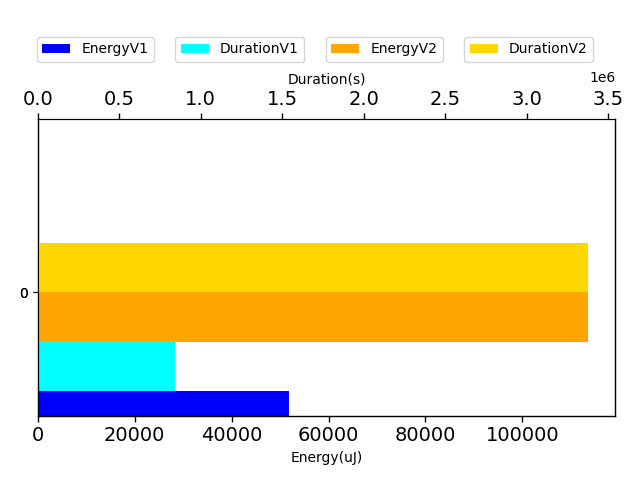 EnergyV1 DurationV1 EnergyV2 DurationV2
Duration(s)
1e6
0.0 0.5 1.0 1.5 2.0 2.5 3.0 3.5
0
0 20000 40000 60000 80000 100000
Energy(uJ)